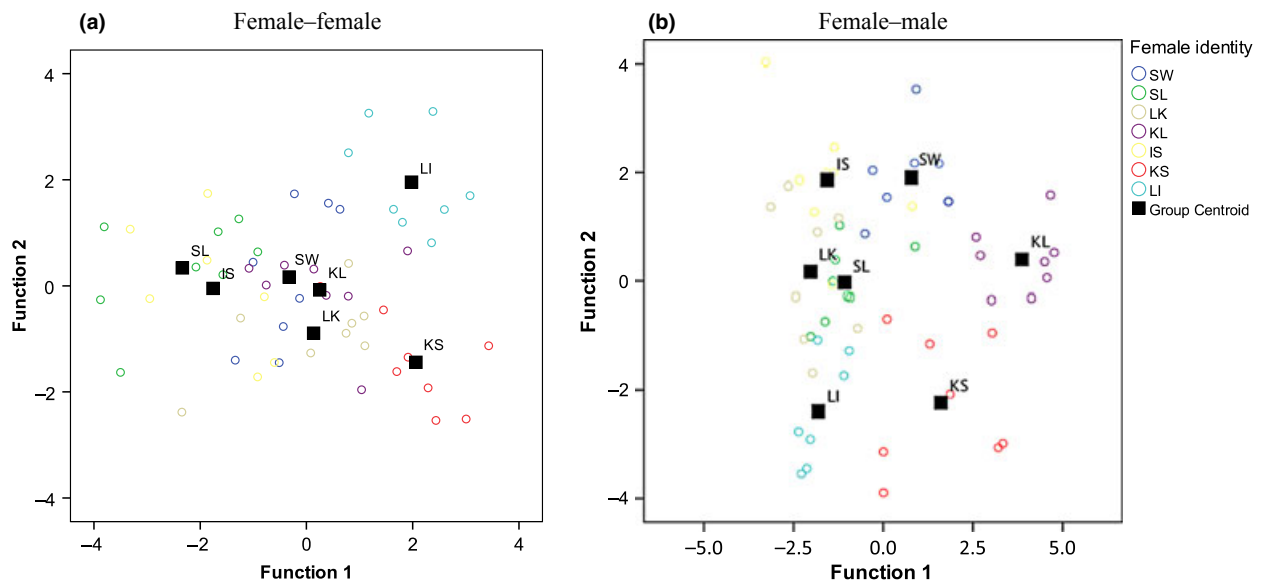 (a) Female–female
4
2
0
–2
–4
–4 –2 0 2 4
Function 2
Function 1
LI
SL
IS
SW
KL
LK
KS
(b) Female–male
4
2
0
–2
–4
–5.0 –2.5 0.0 2.5 5.0
Function 2
Function 1
IS
SW
KL
LK
SL
LI
KS
Female identity
SW
SL
LK
KL
IS
KS
LI
Group Centroid